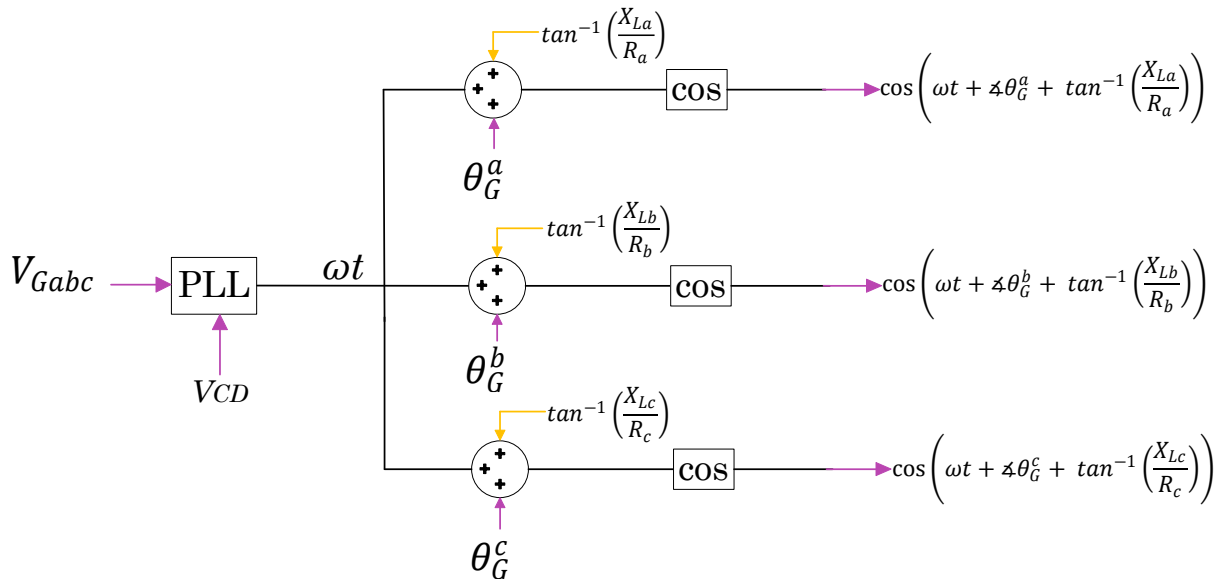 tan⁻¹(X_{La}/R_a)
+ + +
cos
cos(ωt + ∡θ_G^a + tan⁻¹(X_{La}/R_a))
θ_G^a
tan⁻¹(X_{Lb}/R_b)
V_{Gabc}
PLL
ωt
+ + +
cos
cos(ωt + ∡θ_G^b + tan⁻¹(X_{Lb}/R_b))
θ_G^b
VCD
tan⁻¹(X_{Lc}/R_c)
+ + +
cos
cos(ωt + ∡θ_G^c + tan⁻¹(X_{Lc}/R_c))
θ_G^c